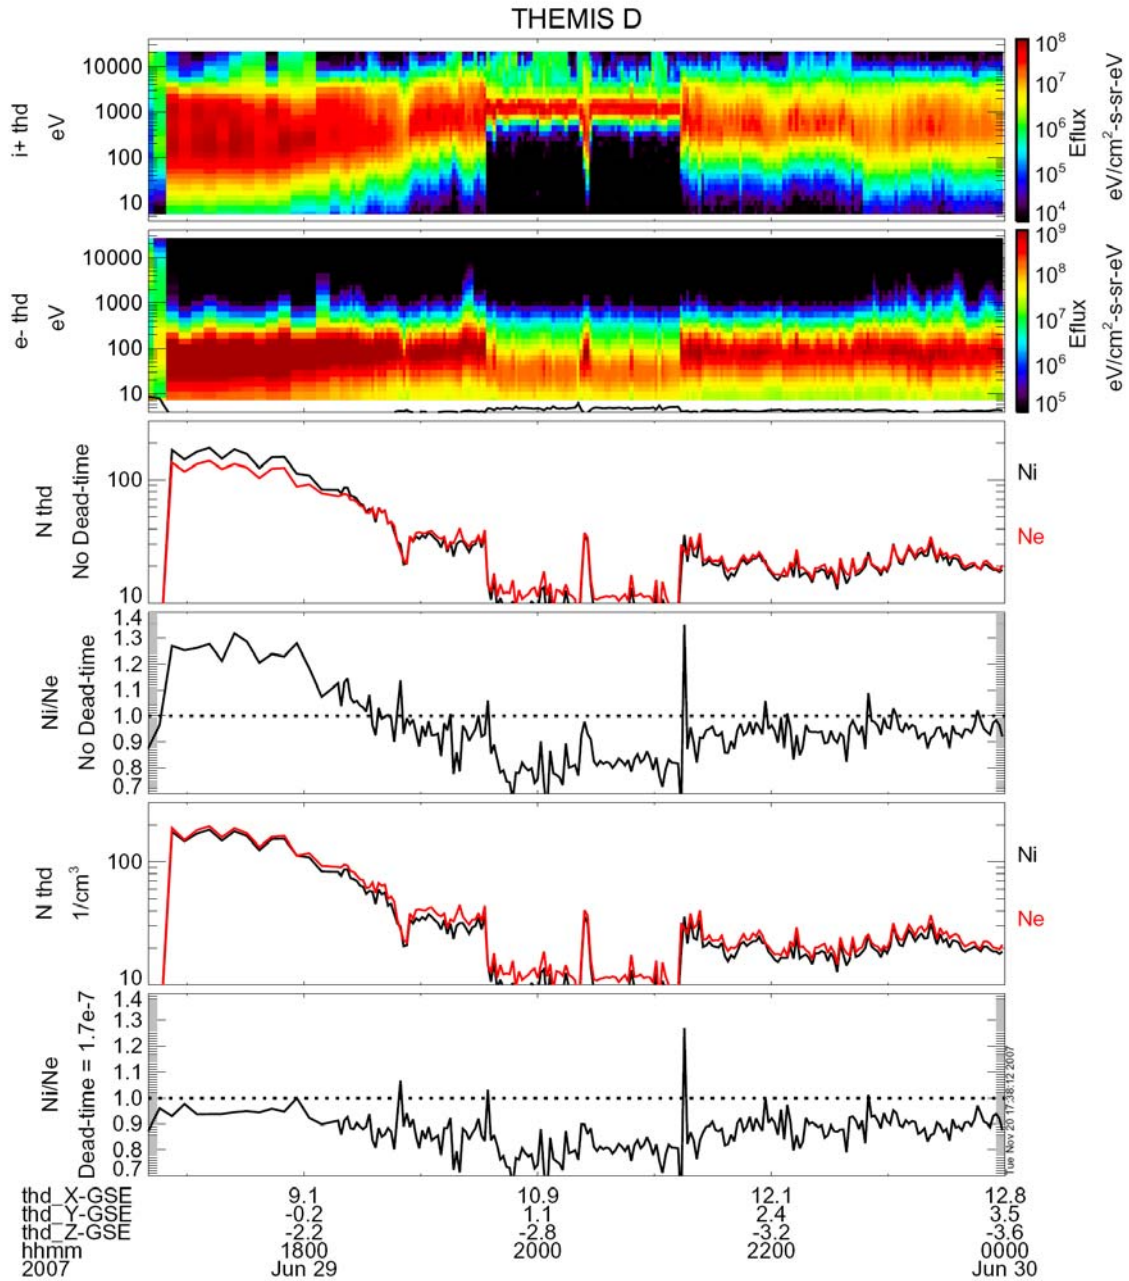 THEMIS D
i+ thd
eV
10000
1000
100
10
10^8
10^7
10^6
10^5
10^4
Eflux
eV/cm^2-s-sr-eV
e- thd
eV
10000
1000
100
10
10^9
10^8
10^7
10^6
10^5
Eflux
eV/cm^2-s-sr-eV
N thd
No Dead-time
100
10
Ni
Ne
Ni/Ne
No Dead-time
1.4
1.3
1.2
1.1
1.0
0.9
0.8
0.7
N thd
1/cm^3
100
10
Ni
Ne
Ni/Ne
Dead-time = 1.7e-7
1.4
1.3
1.2
1.1
1.0
0.9
0.8
0.7
Tue Nov 20 17:38:12 2007
thd_X-GSE 9.1 10.9 12.1 12.8
thd_Y-GSE -0.2 1.1 2.4 3.5
thd_Z-GSE -2.2 -2.8 -3.2 -3.6
hhmm 1800 2000 2200 0000
2007 Jun 29 Jun 30